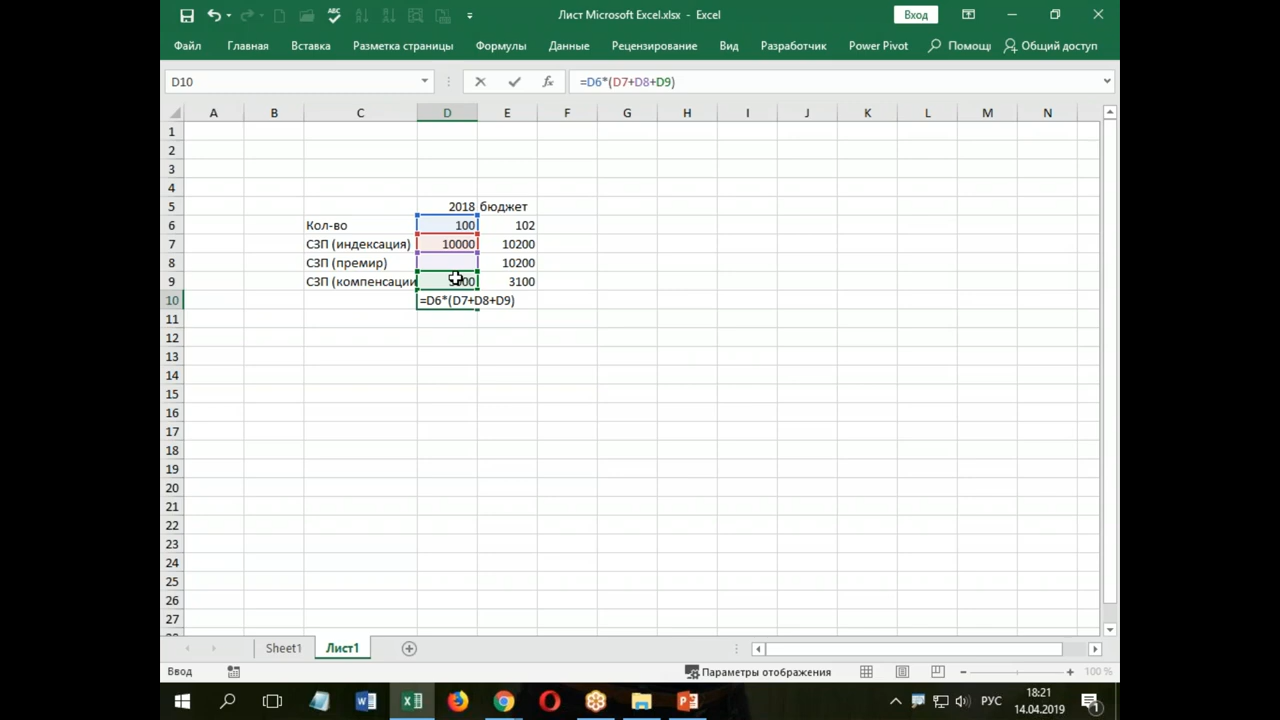 Лист Microsoft Excel.xlsx - Excel
Вход
Файл Главная Вставка Разметка страницы Формулы Данные Рецензирование Вид Разработчик Power Pivot Помощ Общий доступ
D10 fx =D6*(D7+D8+D9)
A B C D E F G H I J K L M N
1
2
3
4
5 2018 бюджет
6 Кол-во 100 102
7 СЗП (индексация) 10000 10200
8 СЗП (премир) 10200
9 СЗП (компенсации 3100
10 =D6*(D7+D8+D9)
11
12
13
14
15
16
17
18
19
20
21
22
23
24
25
26
27
Sheet1 Лист1
Ввод Параметры отображения 100 %
РУС 18:21
14.04.2019 1